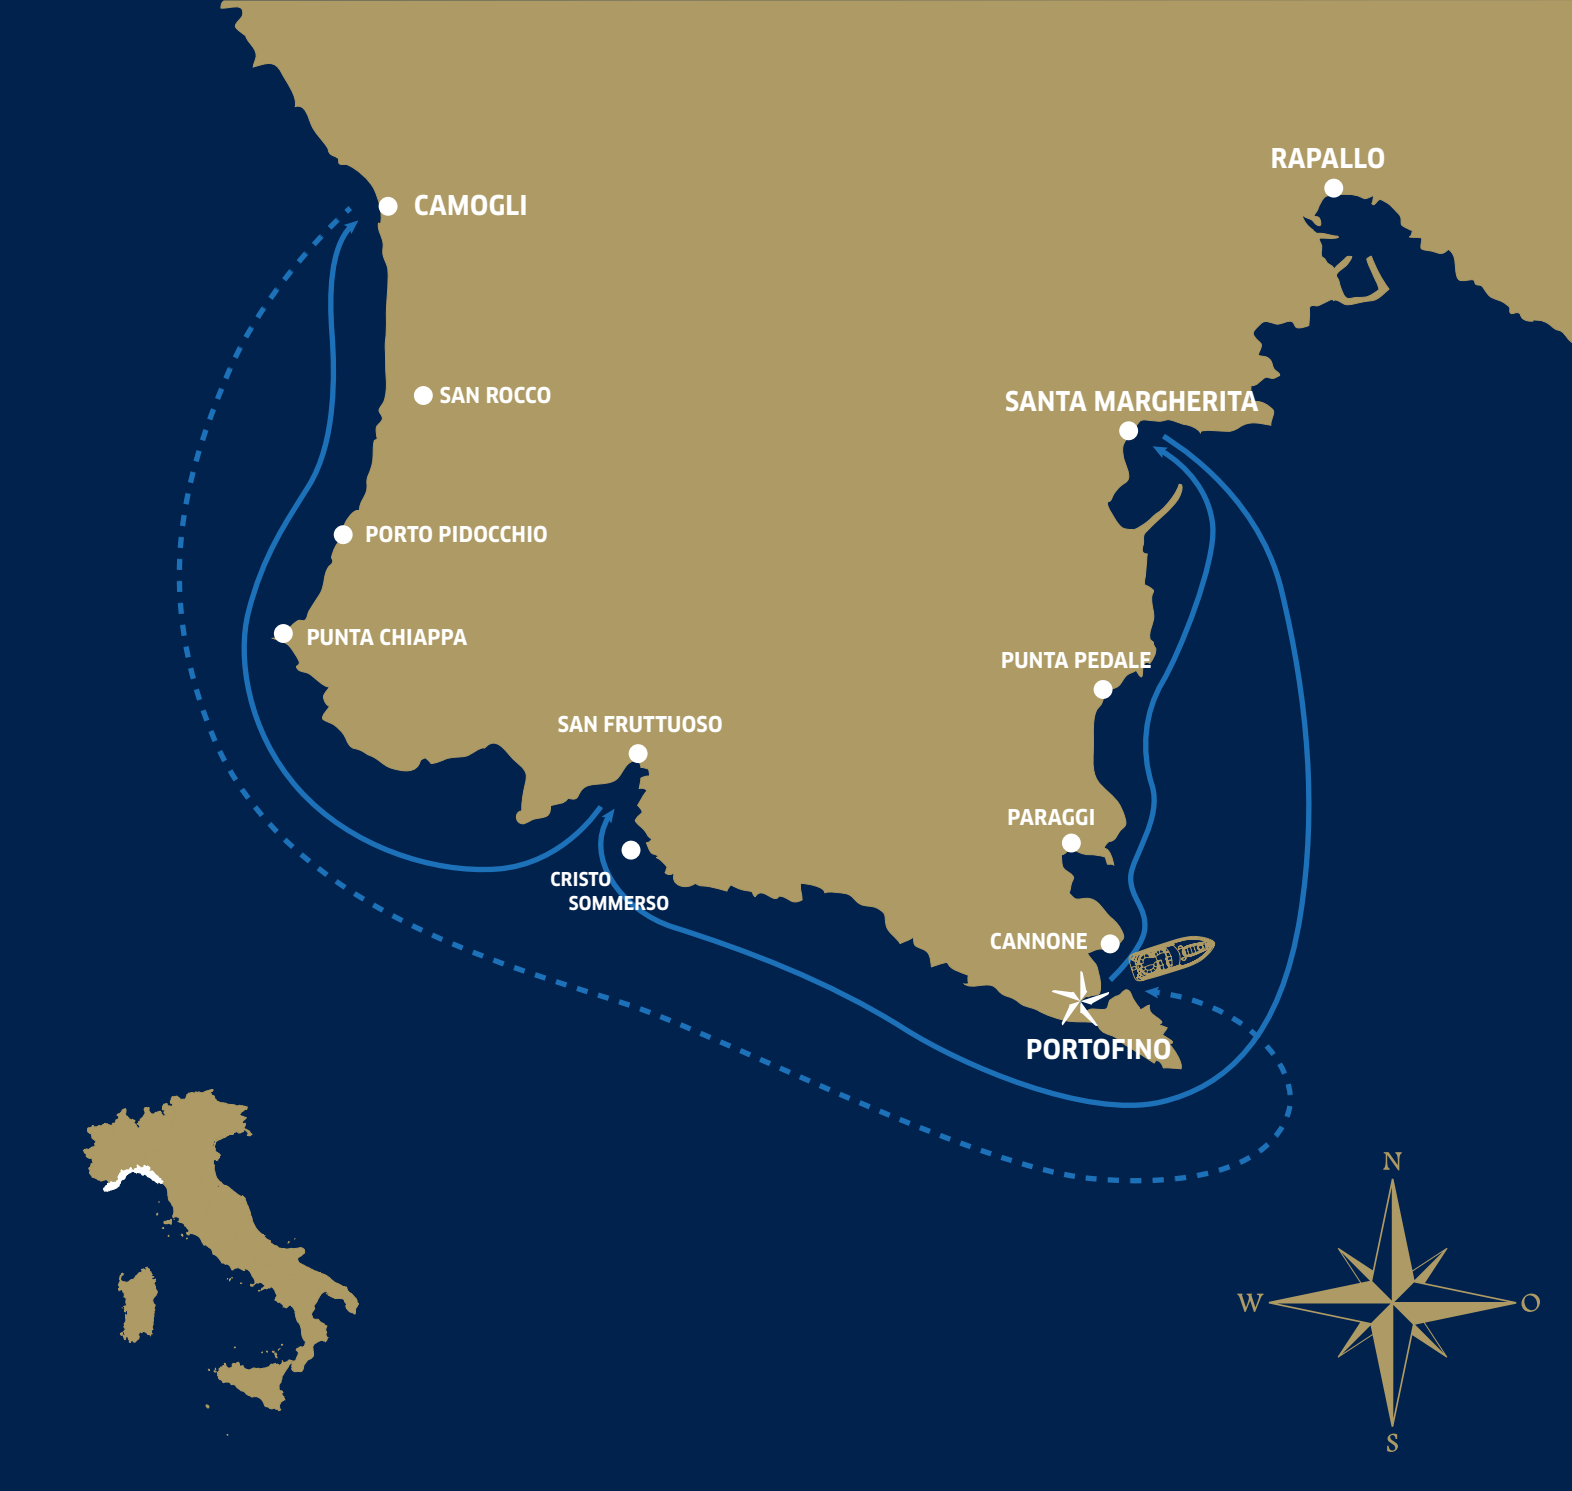 RAPALLO
CAMOGLI
SAN ROCCO
SANTA MARGHERITA
PORTO PIDOCCHIO
PUNTA CHIAPPA
PUNTA PEDALE
SAN FRUTTUOSO
PARAGGI
CRISTO
SOMMERSO
CANNONE
PORTOFINO
N
W
O
S